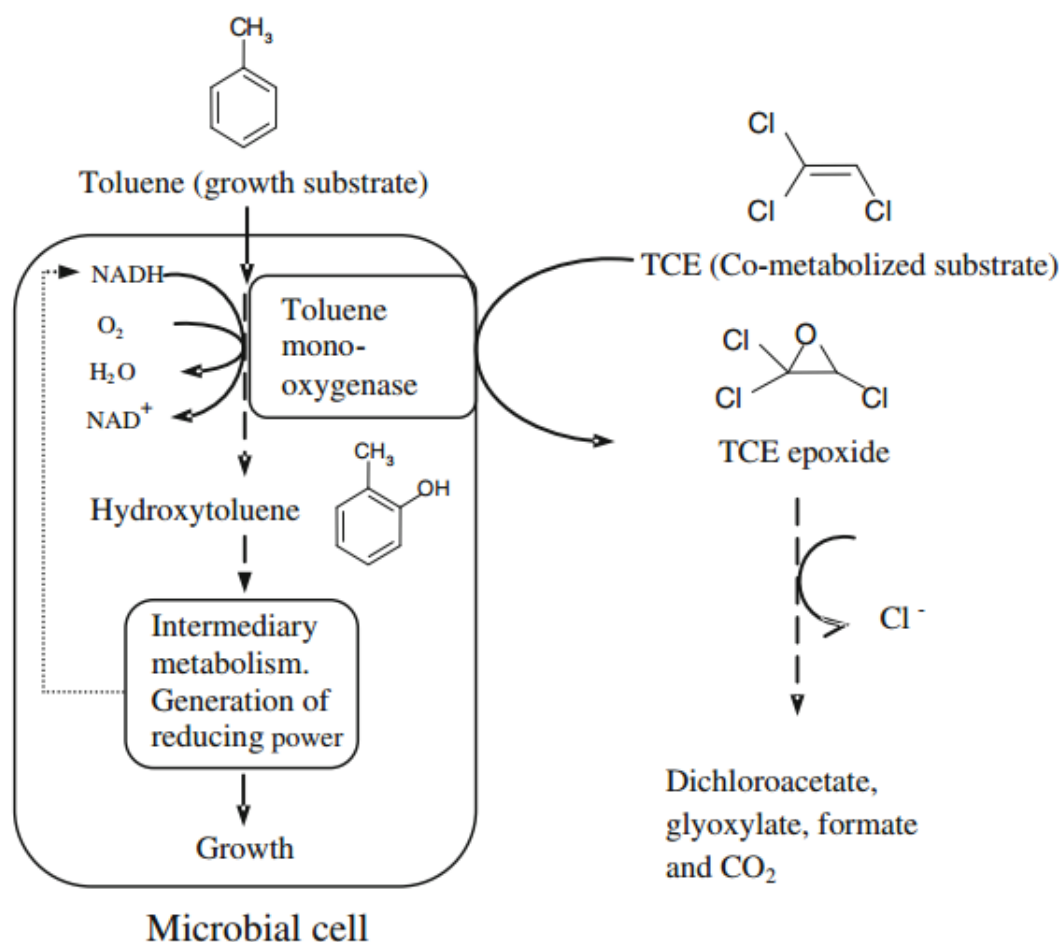 CH₃
Toluene (growth substrate)
Cl
Cl
Cl
TCE (Co-metabolized substrate)
NADH
O₂
H₂O
NAD⁺
Toluene
mono-
oxygenase
O
Cl
Cl
Cl
TCE epoxide
CH₃
OH
Hydroxytoluene
Cl⁻
Intermediary
metabolism.
Generation of
reducing power
Growth
Dichloroacetate,
glyoxylate, formate
and CO₂
Microbial cell